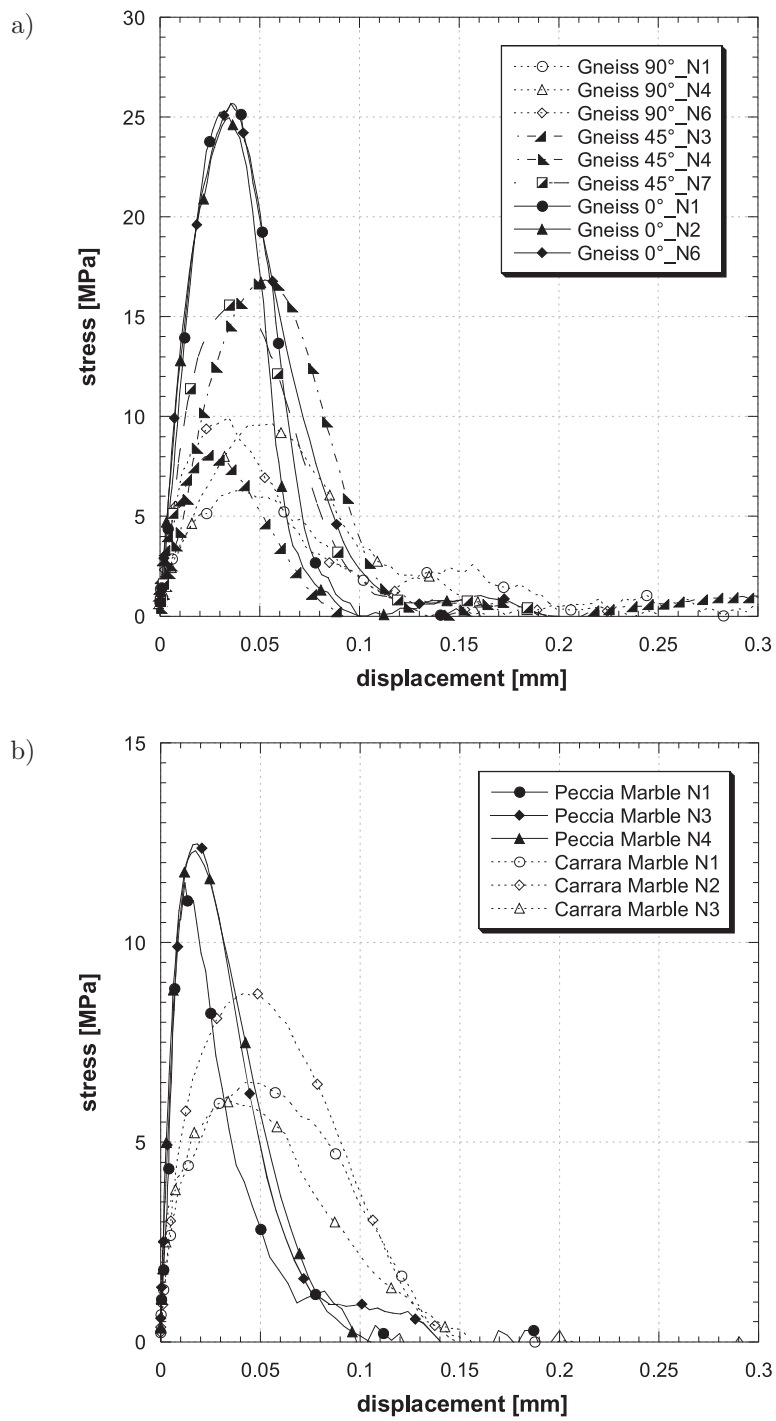 a)
30
25
20
15
10
5
0
stress [MPa]
Gneiss 90°_N1
Gneiss 90°_N4
Gneiss 90°_N6
Gneiss 45°_N3
Gneiss 45°_N4
Gneiss 45°_N7
Gneiss 0°_N1
Gneiss 0°_N2
Gneiss 0°_N6
0 0.05 0.1 0.15 0.2 0.25 0.3
displacement [mm]
b)
15
10
5
0
stress [MPa]
Peccia Marble N1
Peccia Marble N3
Peccia Marble N4
Carrara Marble N1
Carrara Marble N2
Carrara Marble N3
0 0.05 0.1 0.15 0.2 0.25 0.3
displacement [mm]